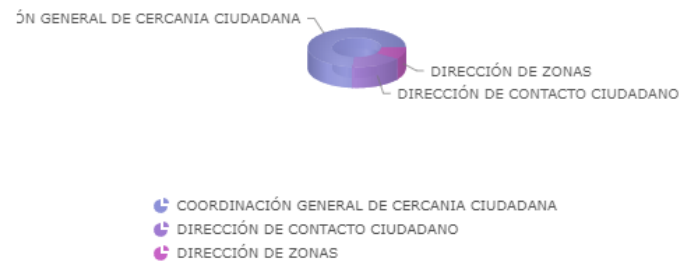 ÓN GENERAL DE CERCANIA CIUDADANA
DIRECCIÓN DE ZONAS
DIRECCIÓN DE CONTACTO CIUDADANO
COORDINACIÓN GENERAL DE CERCANIA CIUDADANA
DIRECCIÓN DE CONTACTO CIUDADANO
DIRECCIÓN DE ZONAS